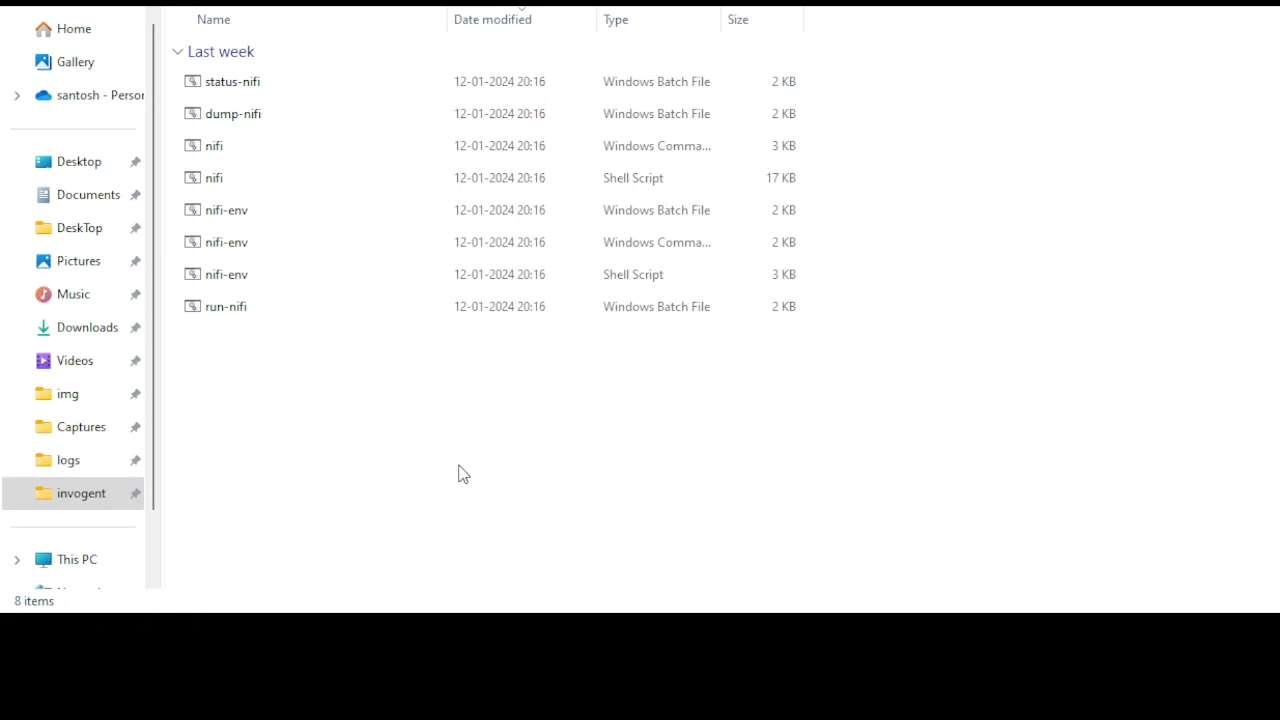 Home
Gallery
santosh - Persor
Desktop
Documents
DeskTop
Pictures
Music
Downloads
Videos
img
Captures
logs
invogent
This PC
8 items
Name Date modified Type Size
Last week
status-nifi 12-01-2024 20:16 Windows Batch File 2 KB
dump-nifi 12-01-2024 20:16 Windows Batch File 2 KB
nifi 12-01-2024 20:16 Windows Comma... 3 KB
nifi 12-01-2024 20:16 Shell Script 17 KB
nifi-env 12-01-2024 20:16 Windows Batch File 2 KB
nifi-env 12-01-2024 20:16 Windows Comma... 2 KB
nifi-env 12-01-2024 20:16 Shell Script 3 KB
run-nifi 12-01-2024 20:16 Windows Batch File 2 KB